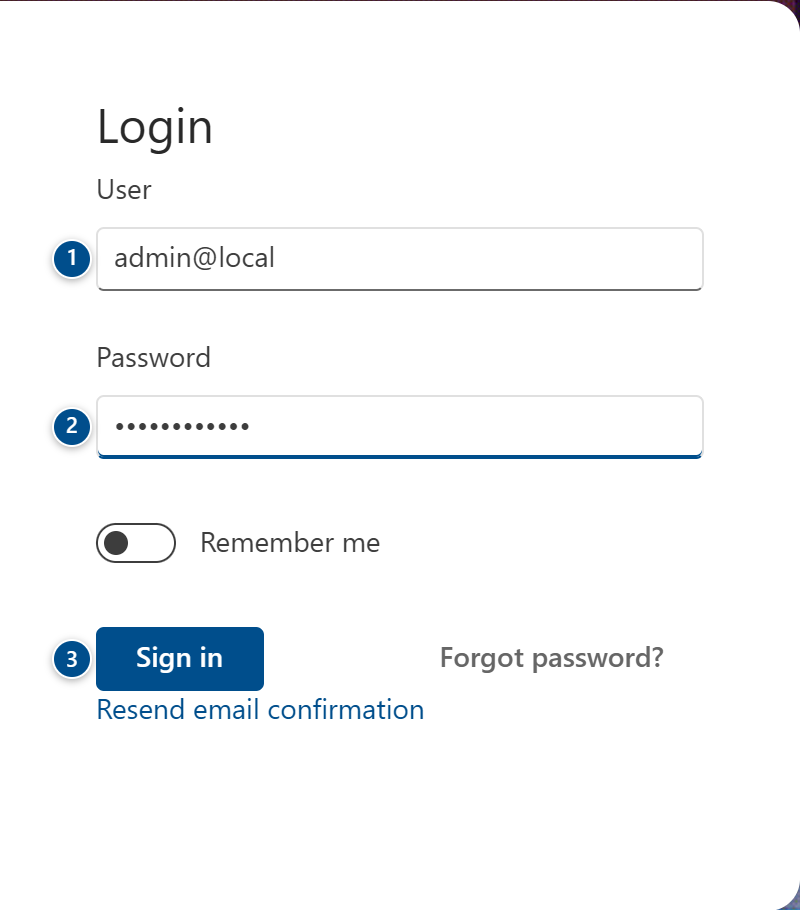 Login
User
1 admin@local
Password
2 ••••••••••••
Remember me
3 Sign in Forgot password?
Resend email confirmation